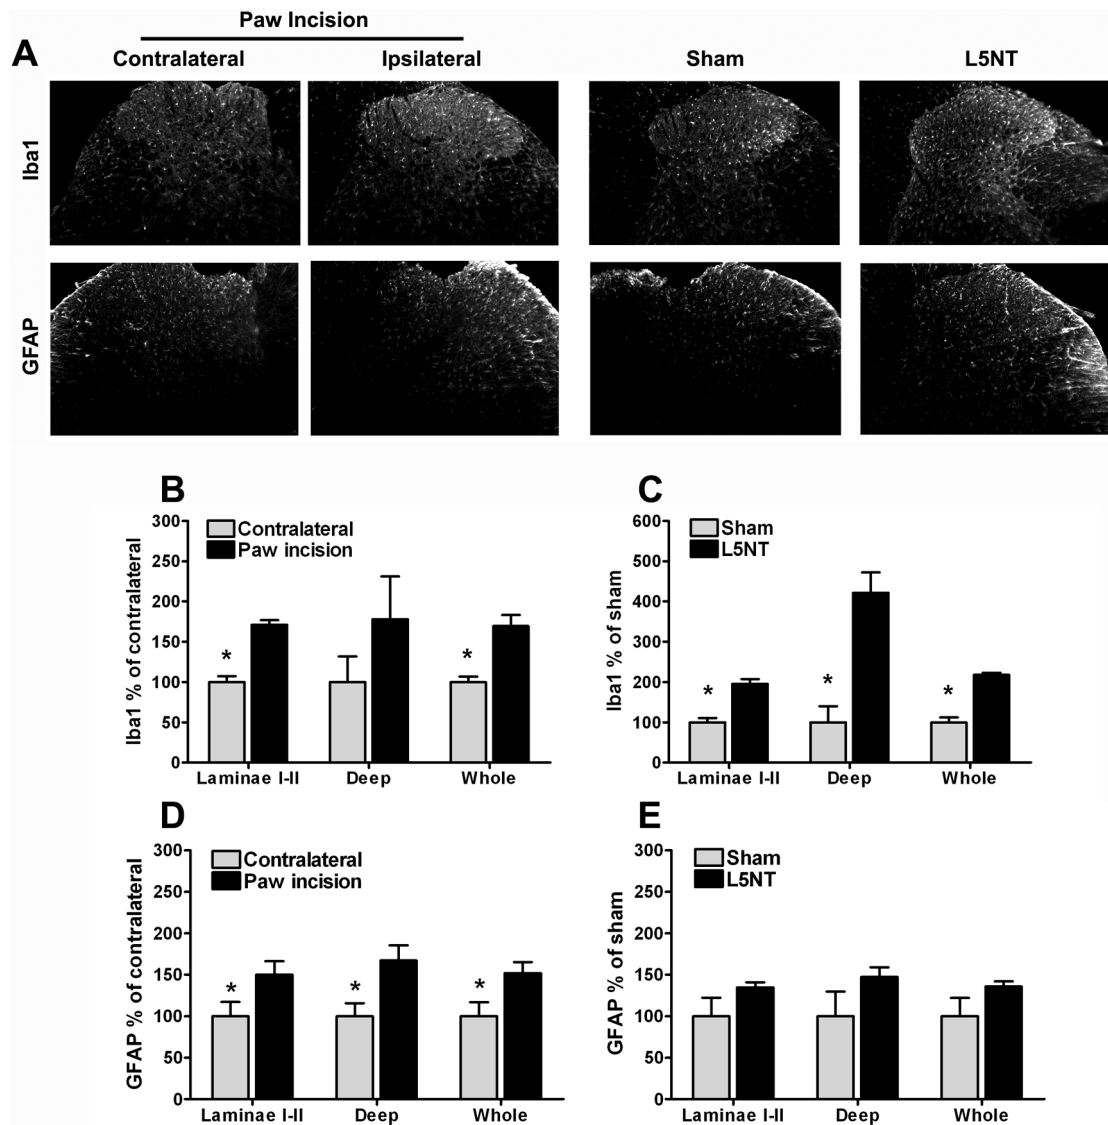 Paw Incision
A
Contralateral
Ipsilateral
Sham
L5NT
Iba1
GFAP
B
Iba1 % of contralateral
300
250
200
150
100
50
0
Contralateral
Paw incision
*
*
Laminae I-II
Deep
Whole
C
Iba1 % of sham
600
500
400
300
200
100
0
Sham
L5NT
*
*
*
Laminae I-II
Deep
Whole
D
GFAP % of contralateral
300
250
200
150
100
50
0
Contralateral
Paw incision
*
*
*
Laminae I-II
Deep
Whole
E
GFAP % of sham
300
250
200
150
100
50
0
Sham
L5NT
Laminae I-II
Deep
Whole